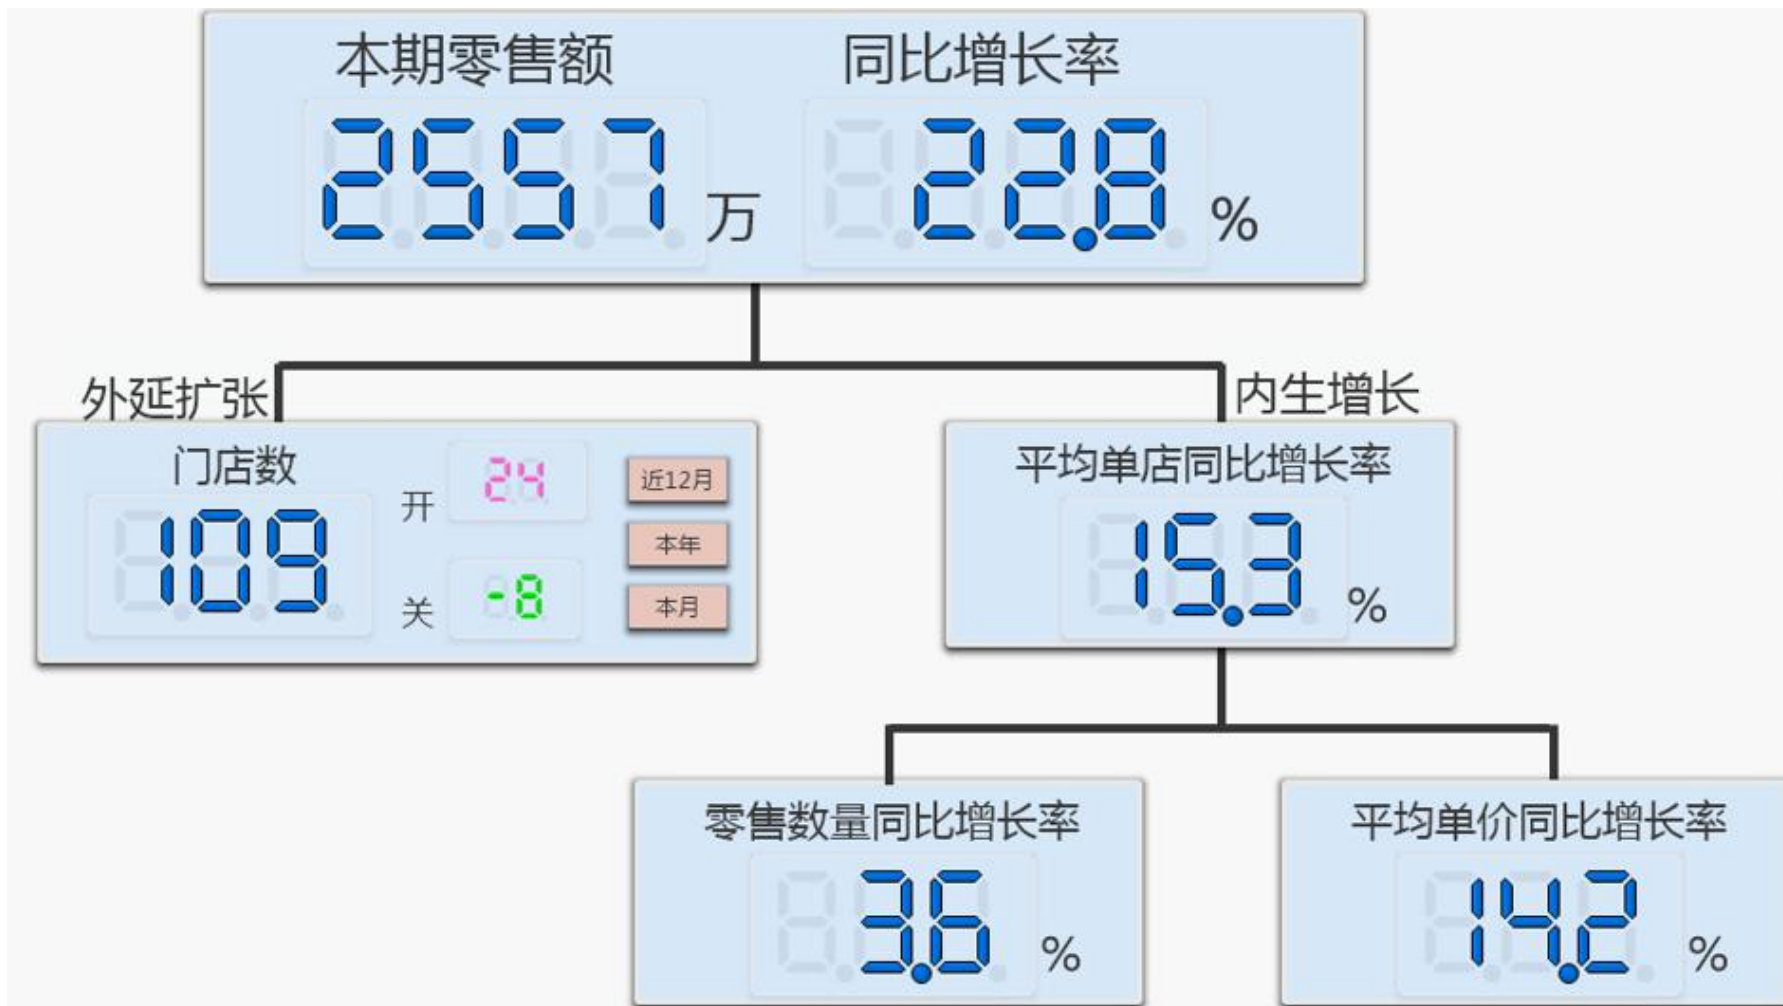 本期零售额 同比增长率
2557 万 22.8 %
外延扩张
内生增长
门店数
109
开 24
关 -8
近12月
本年
本月
平均单店同比增长率
15.3 %
零售数量同比增长率
3.6 %
平均单价同比增长率
14.2 %